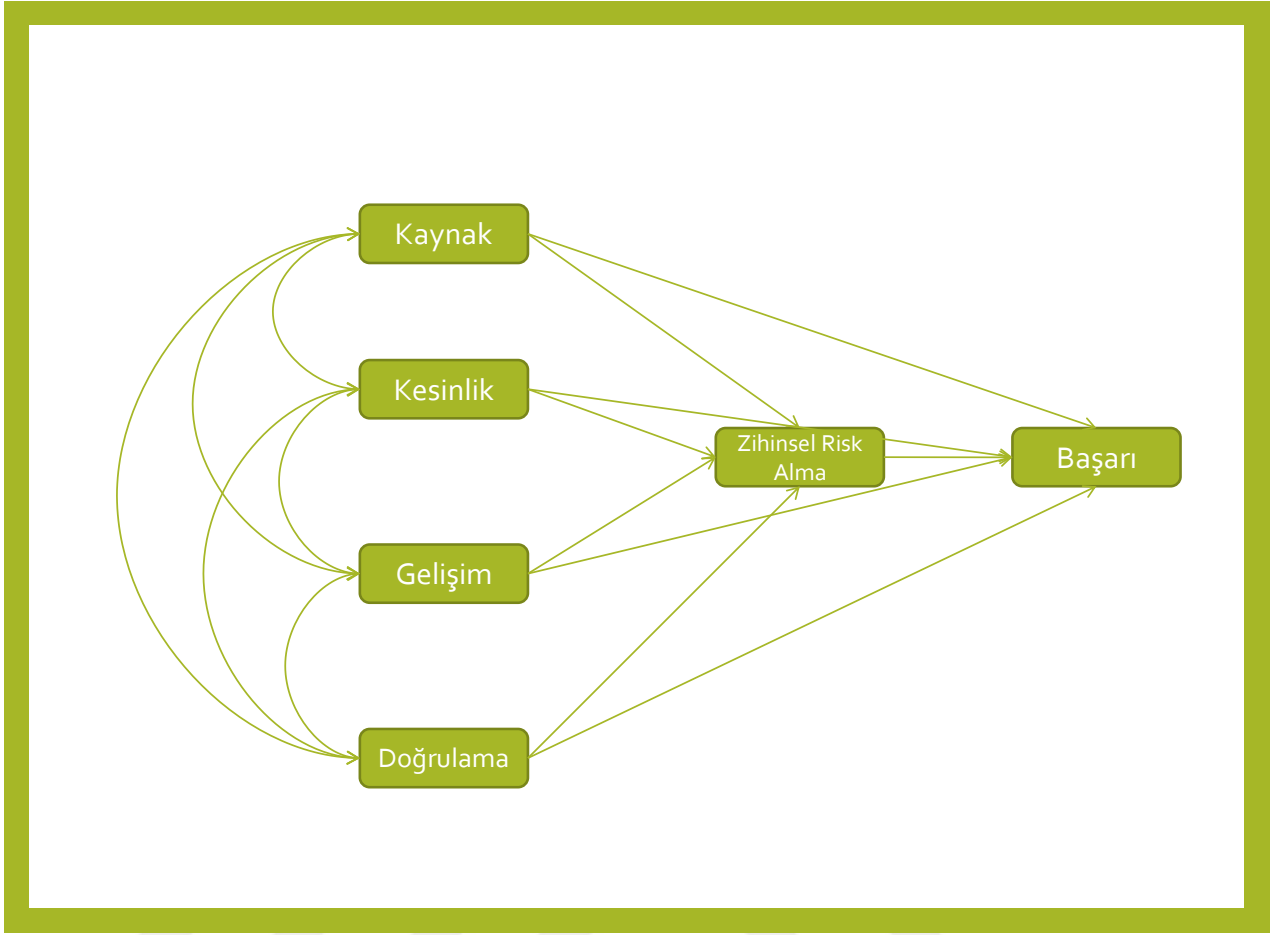 Kaynak
Kesinlik
Zihinsel Risk
Alma
Başarı
Gelişim
Doğrulama